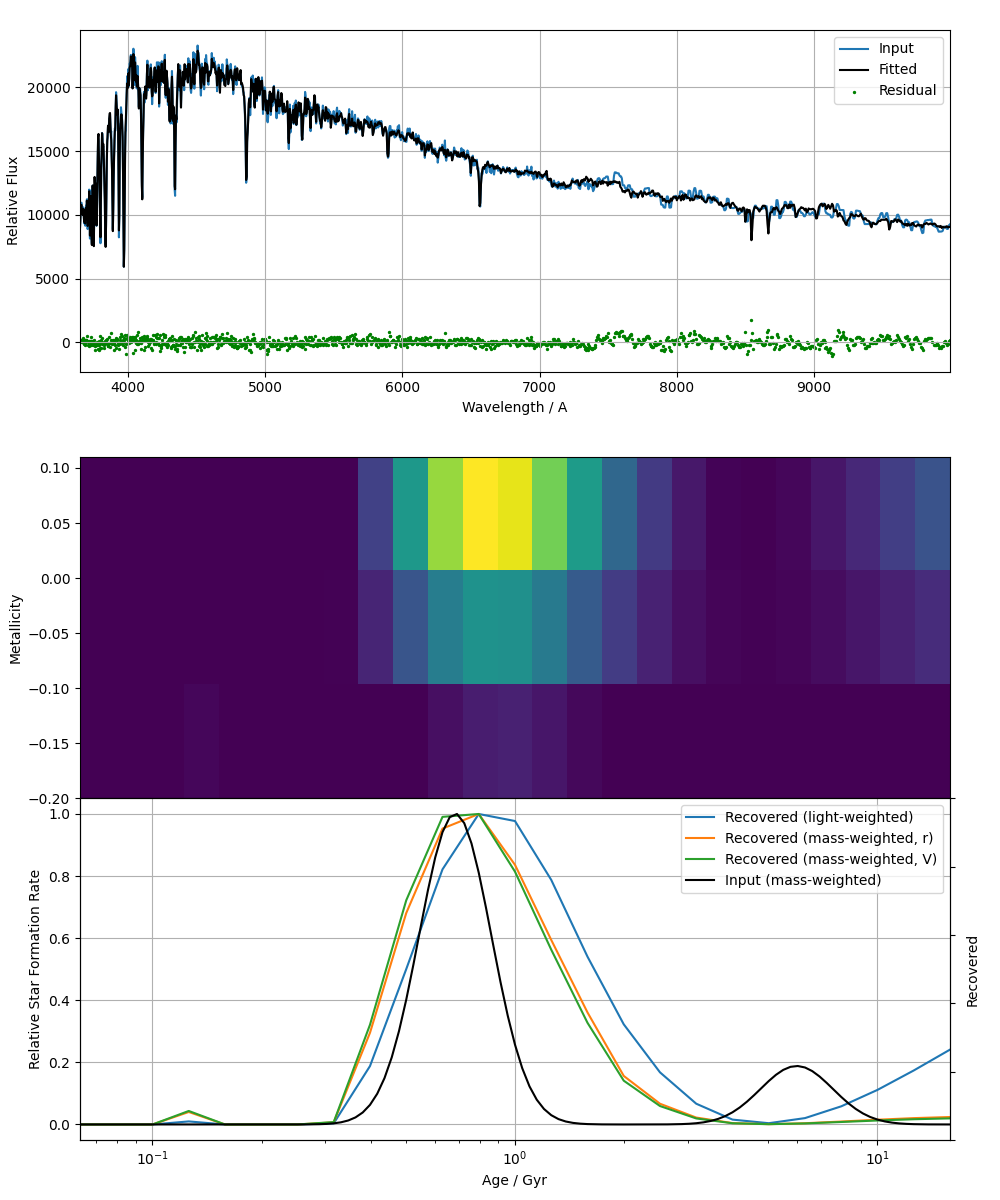 Input
Fitted
Residual
20000
15000
10000
5000
0
Relative Flux
4000 5000 6000 7000 8000 9000
Wavelength / A
0.10
0.05
0.00
−0.05
−0.10
−0.15
−0.20
Metallicity
Recovered (light-weighted)
Recovered (mass-weighted, r)
Recovered (mass-weighted, V)
Input (mass-weighted)
1.0
0.8
0.6
0.4
0.2
0.0
Relative Star Formation Rate
Recovered
10−1 100 101
Age / Gyr